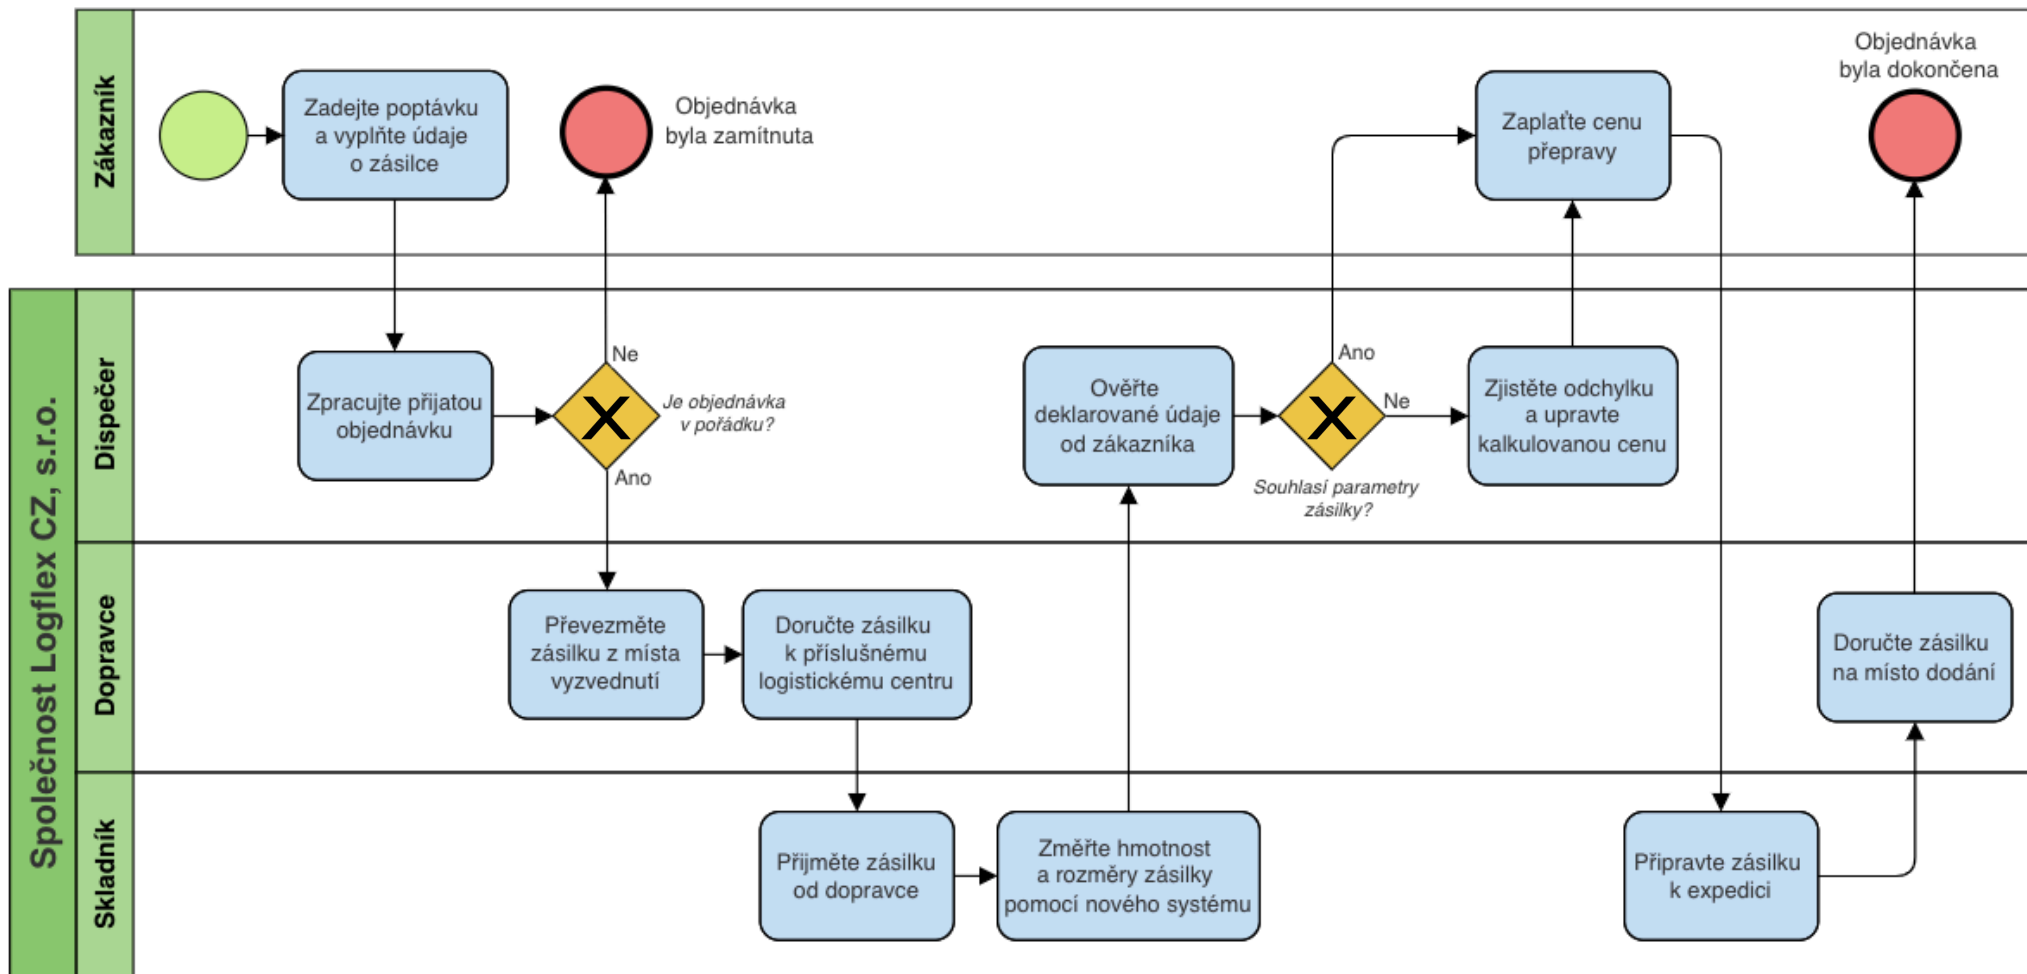 Zákazník
Zadejte poptávku
a vyplňte údaje
o zásilce
Objednávka
byla zamítnuta
Zaplaťte cenu
přepravy
Objednávka
byla dokončena
Společnost Logflex CZ, s.r.o.
Dispečer
Zpracujte přijatou
objednávku
Ne
Je objednávka
v pořádku?
Ano
Ověřte
deklarované údaje
od zákazníka
Ano
Ne
Souhlasí parametry
zásilky?
Zjistěte odchylku
a upravte
kalkulovanou cenu
Dopravce
Převezměte
zásilku z místa
vyzvednutí
Doručte zásilku
k příslušnému
logistickému centru
Doručte zásilku
na místo dodání
Skladník
Přijměte zásilku
od dopravce
Změřte hmotnost
a rozměry zásilky
pomocí nového systému
Připravte zásilku
k expedici